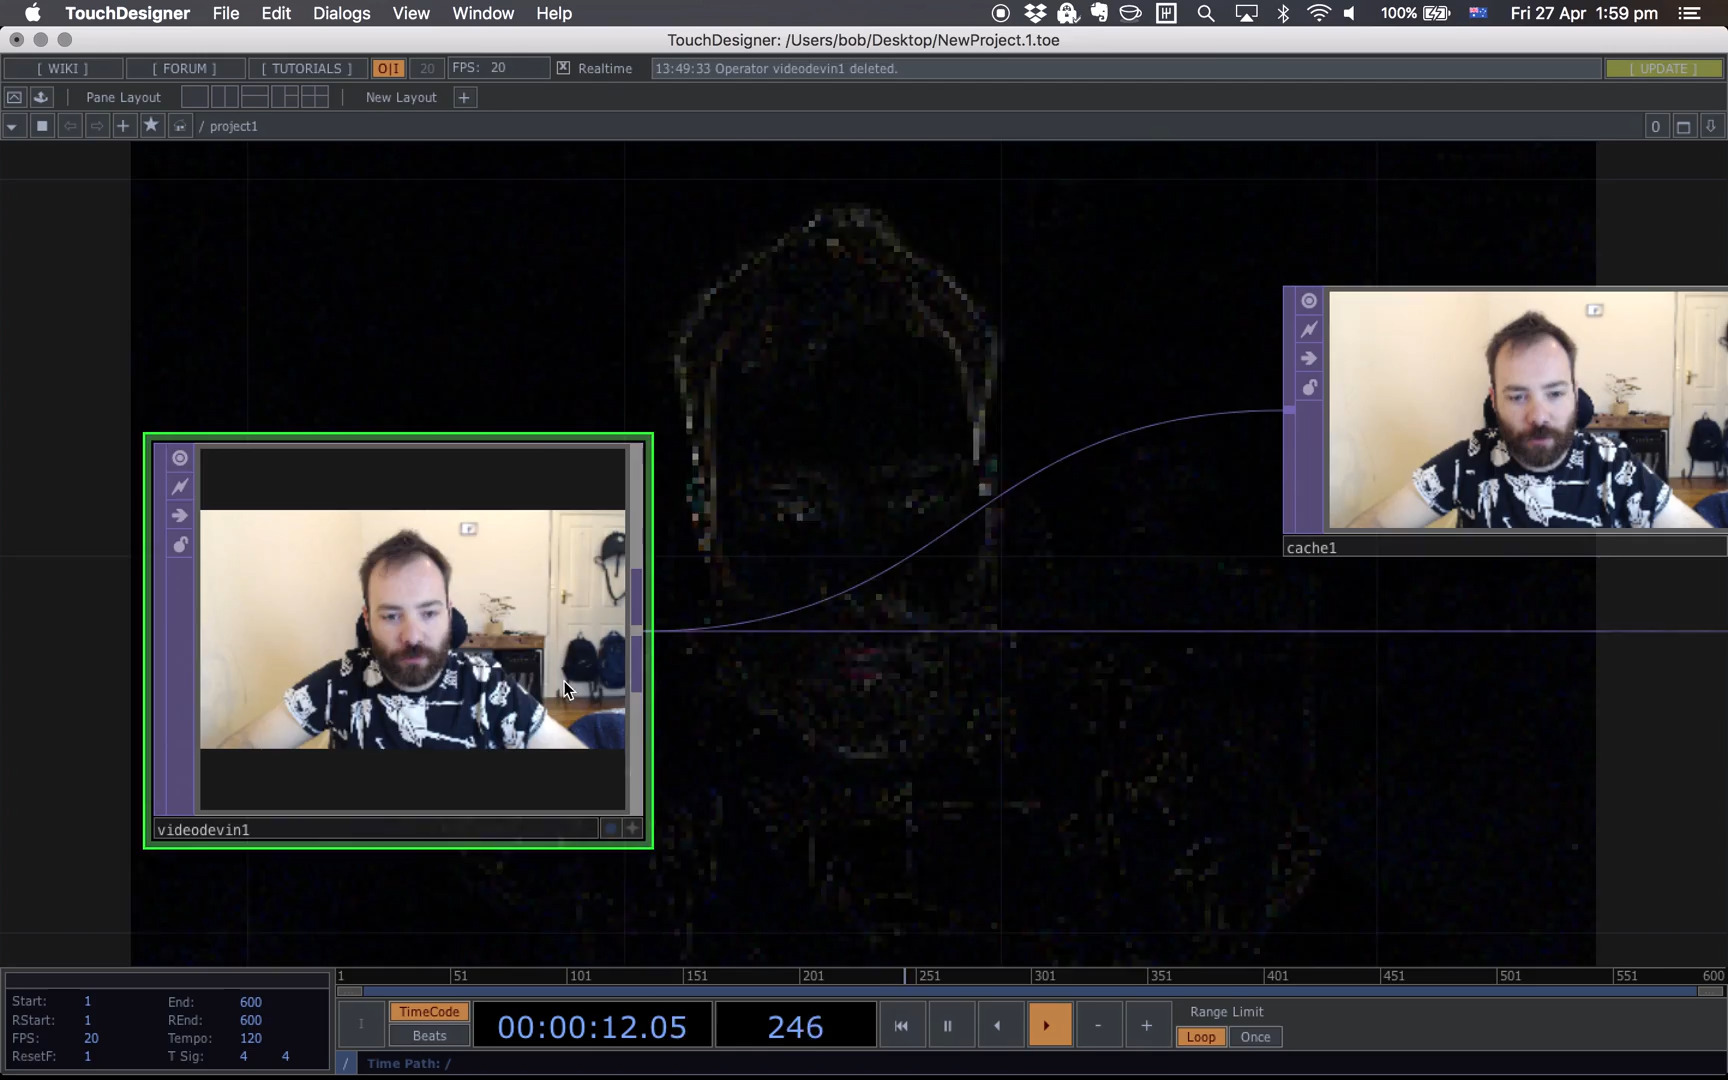 TouchDesigner File Edit Dialogs View Window Help 100% Fri 27 Apr 1:59 pm
TouchDesigner: /Users/bob/Desktop/NewProject.1.toe
[ WIKI ] [ FORUM ] [ TUTORIALS ] O|I 20 FPS: 20 Realtime 13:49:33 Operator videodevin1 deleted. [ UPDATE ]
Pane Layout New Layout +
/ project1 0
cache1
videodevin1
1 51 101 151 201 251 301 351 401 451 501 551 600
Start: 1 End: 600
RStart: 1 REnd: 600
FPS: 20 Tempo: 120
ResetF: 1 T Sig: 4 4
TimeCode
Beats
00:00:12.05 246
- +
Range Limit
Loop Once
/ Time Path: /